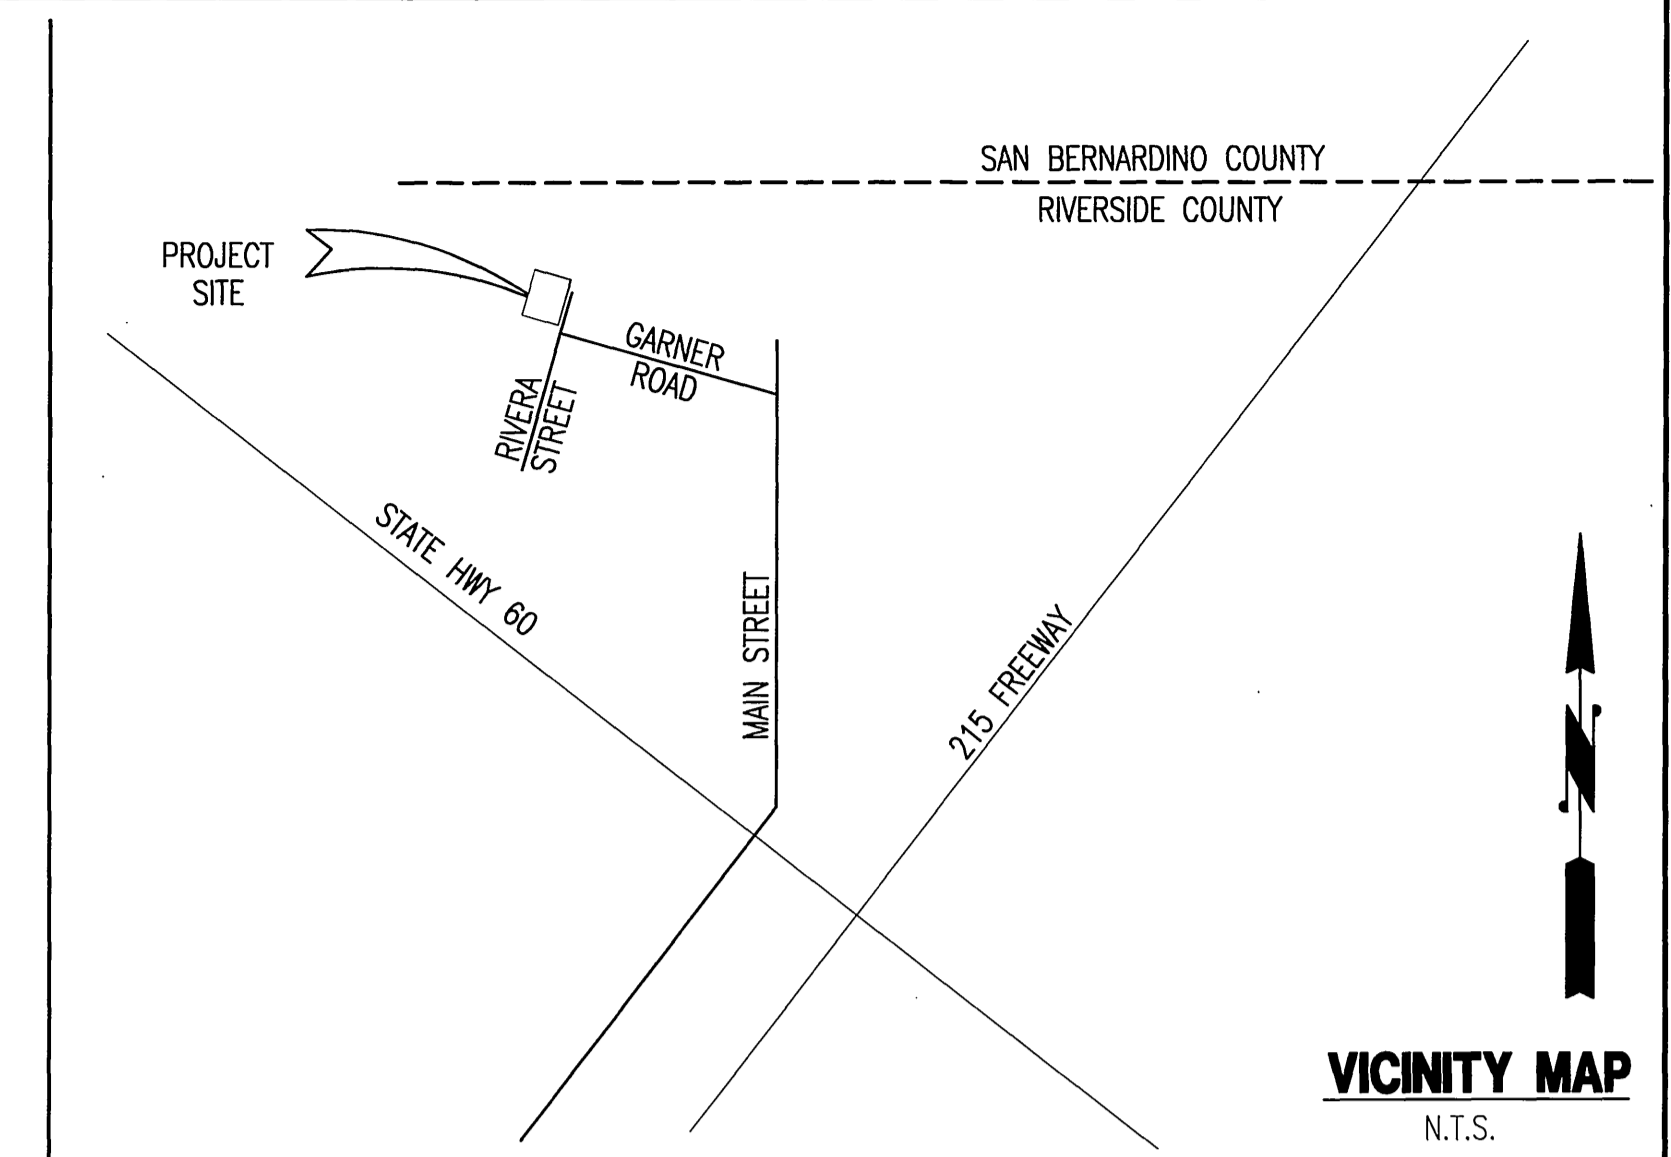 SAN BERNARDINO COUNTY
RIVERSIDE COUNTY
PROJECT
SITE
GARNER
ROAD
RIVERA
STREET
STATE HWY 60
MAIN STREET
215 FREEWAY
N
VICINITY MAP
N.T.S.